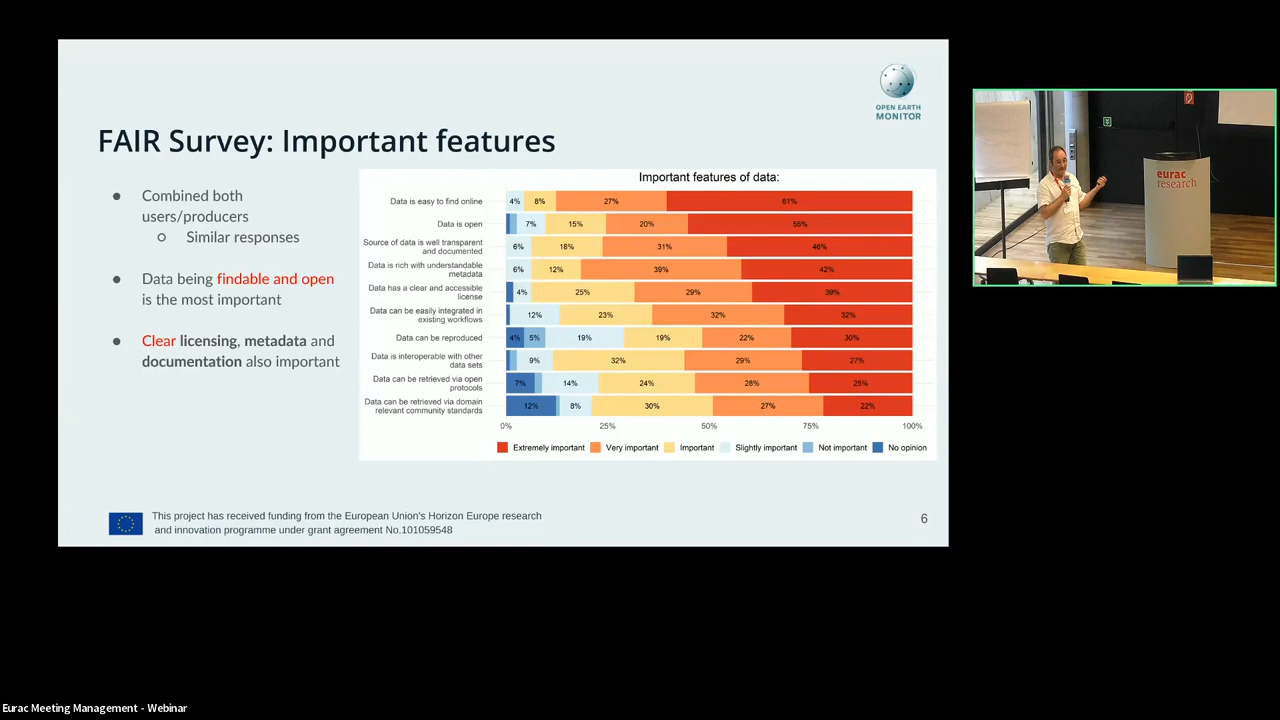 OPEN EARTH
MONITOR
FAIR Survey: Important features
● Combined both
users/producers
○ Similar responses
● Data being findable and open
is the most important
● Clear licensing, metadata and
documentation also important
Important features of data:
Data is easy to find online 4% 8% 27% 61%
Data is open 7% 15% 20% 55%
Source of data is well transparent
and documented 6% 18% 31% 46%
Data is rich with understandable
metadata 6% 12% 39% 42%
Data has a clear and accessible
license 4% 25% 29% 39%
Data can be easily integrated in
existing workflows 12% 23% 32% 32%
Data can be reproduced 4% 5% 19% 19% 22% 30%
Data is interoperable with other
data sets 9% 32% 29% 27%
Data can be retrieved via open
protocols 7% 14% 24% 28% 25%
Data can be retrieved via domain
relevant community standards 12% 8% 30% 27% 22%
0% 25% 50% 75% 100%
Extremely important Very important Important Slightly important Not important No opinion
This project has received funding from the European Union's Horizon Europe research
and innovation programme under grant agreement No.101059548
6
eurac
research
Eurac Meeting Management - Webinar